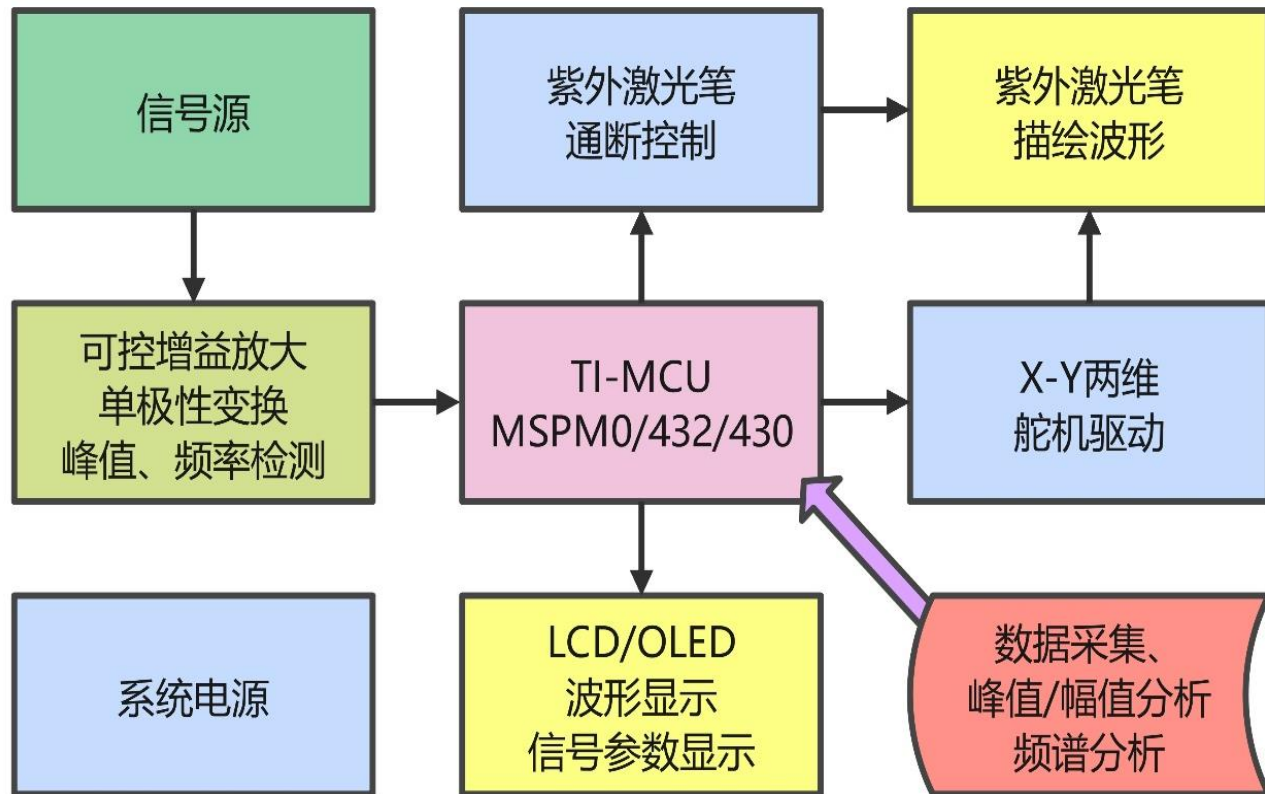 信号源
紫外激光笔
通断控制
紫外激光笔
描绘波形
可控增益放大
单极性变换
峰值、频率检测
TI-MCU
MSPM0/432/430
X-Y两维
舵机驱动
系统电源
LCD/OLED
波形显示
信号参数显示
数据采集、
峰值/幅值分析
频谱分析